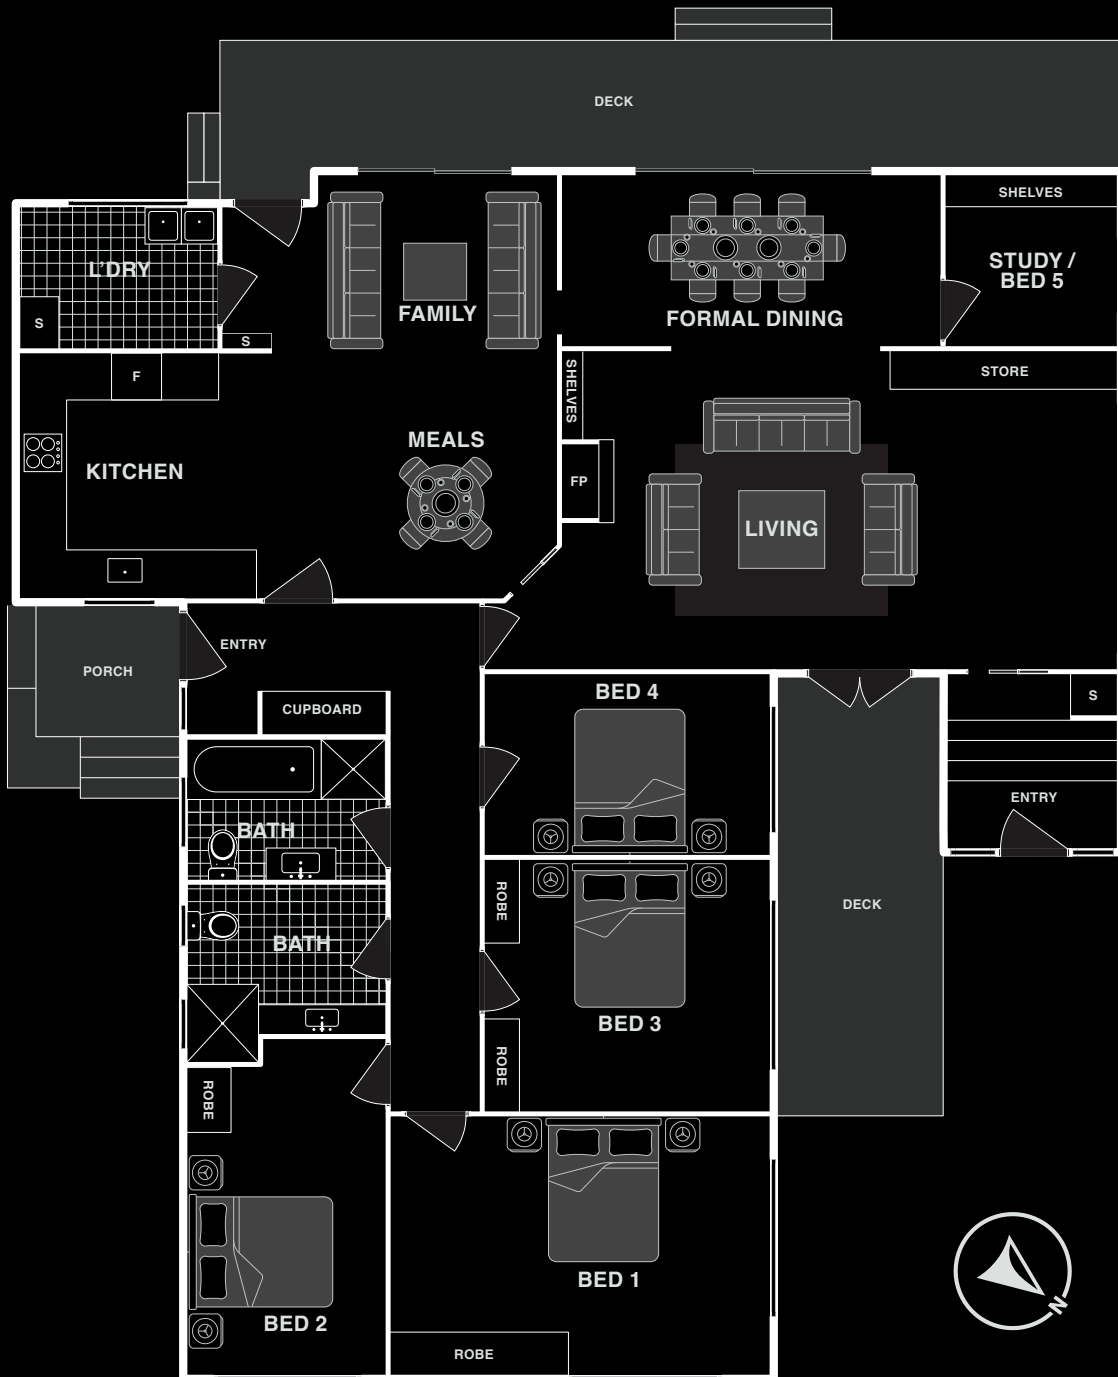 DECK
SHELVES
L'DRY
STUDY /
BED 5
FAMILY
FORMAL DINING
S
S
F
SHELVES
STORE
MEALS
KITCHEN
FP
LIVING
ENTRY
PORCH
BED 4
CUPBOARD
S
ENTRY
BATH
ROBE
DECK
BATH
BED 3
ROBE
ROBE
BED 1
N
BED 2
ROBE